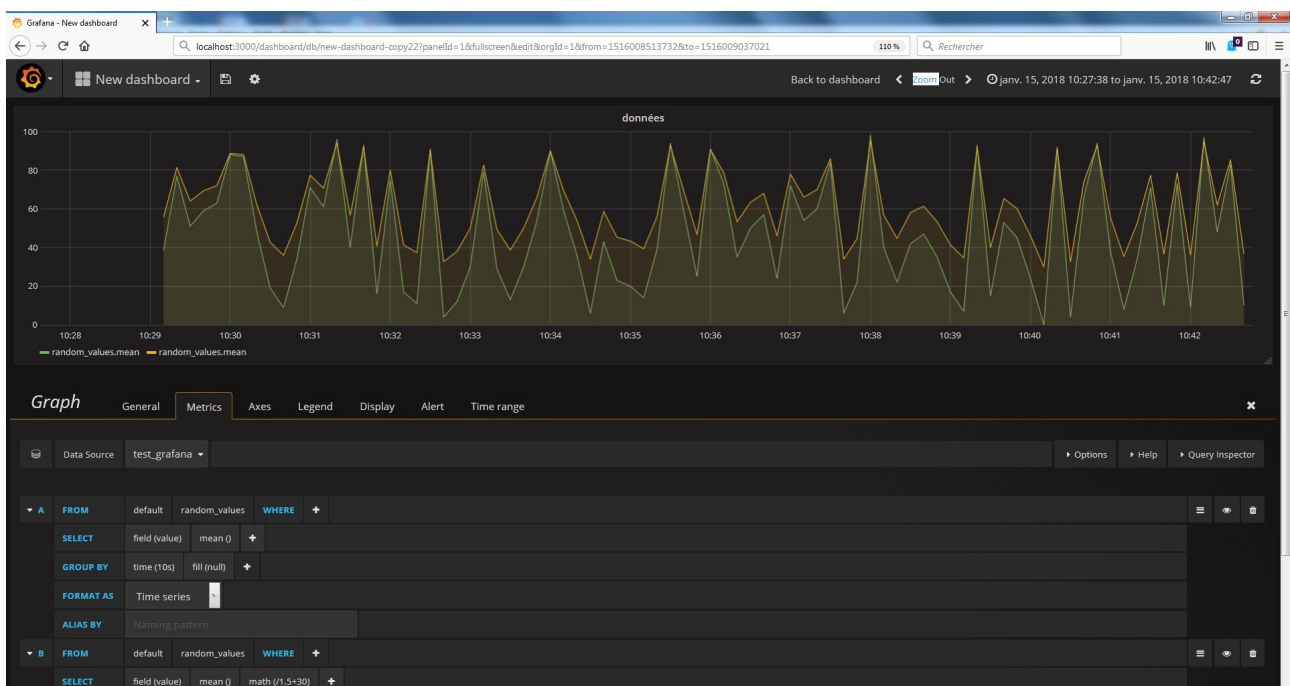 Grafana - New dashboard
localhost:3000/dashboard/db/new-dashboard-copy22?panelId=1&fullscreen&edit&orgId=1&from=1516008513732&to=1516009037021 110 % Rechercher 0
New dashboard Back to dashboard Zoom Out janv. 15, 2018 10:27:38 to janv. 15, 2018 10:42:47
données
100
80
60
40
20
0
10:28 10:29 10:30 10:31 10:32 10:33 10:34 10:35 10:36 10:37 10:38 10:39 10:40 10:41 10:42
random_values.mean random_values.mean
Graph General Metrics Axes Legend Display Alert Time range
Data Source test_grafana Options Help Query Inspector
A FROM default random_values WHERE +
SELECT field (value) mean () +
GROUP BY time (10s) fill (null) +
FORMAT AS Time series
ALIAS BY Naming pattern
B FROM default random_values WHERE +
SELECT field (value) mean () math (/1.5+30) +